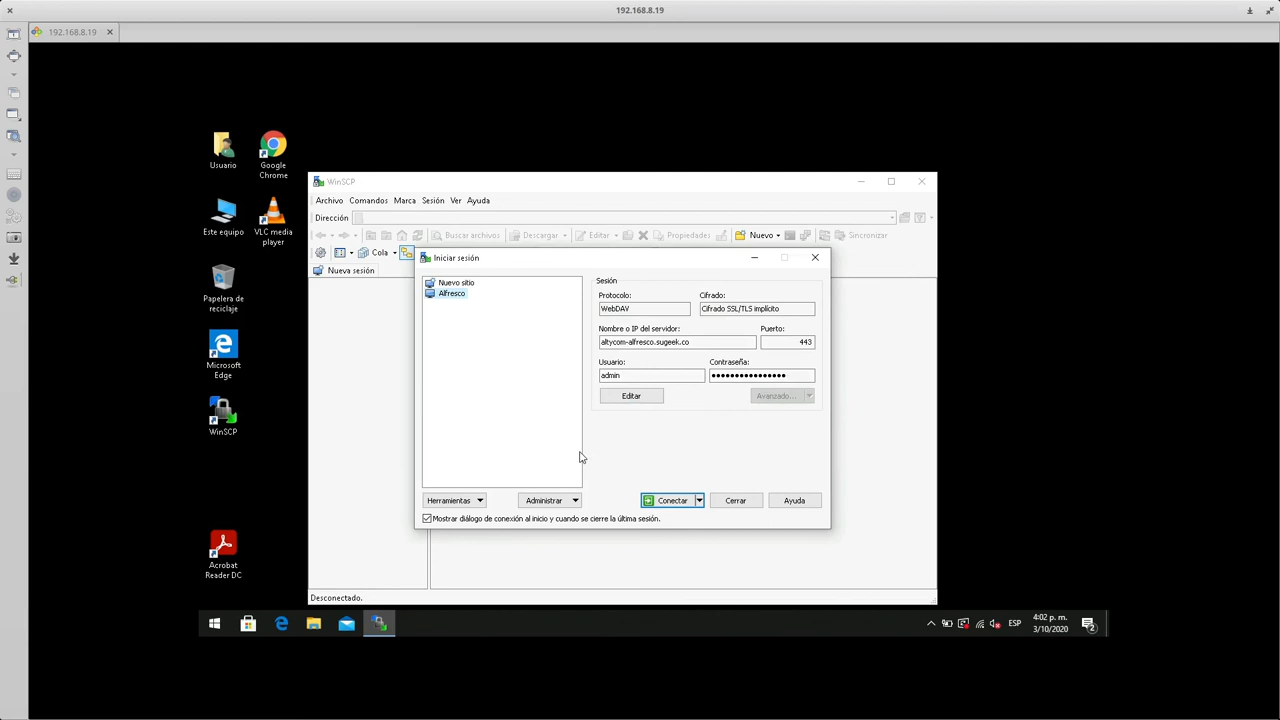 192.168.8.19
192.168.8.19
Usuario
Google Chrome
Este equipo
VLC media player
Papelera de reciclaje
Microsoft Edge
WinSCP
Acrobat Reader DC
WinSCP
Archivo Comandos Marca Sesión Ver Ayuda
Dirección
Buscar archivos Descargar Editar Propiedades Nuevo Sincronizar
Cola
Nueva sesión
Iniciar sesión
Nuevo sitio
Alfresco
Sesión
Protocolo: Cifrado:
WebDAV Cifrado SSL/TLS implícito
Nombre o IP del servidor: Puerto:
altycom-alfresco.sugeek.co 443
Usuario: Contraseña:
admin ••••••••••••••••
Editar Avanzado...
Herramientas Administrar Conectar Cerrar Ayuda
Mostrar diálogo de conexión al inicio y cuando se cierre la última sesión.
Desconectado.
ESP
4:02 p. m.
3/10/2020
2